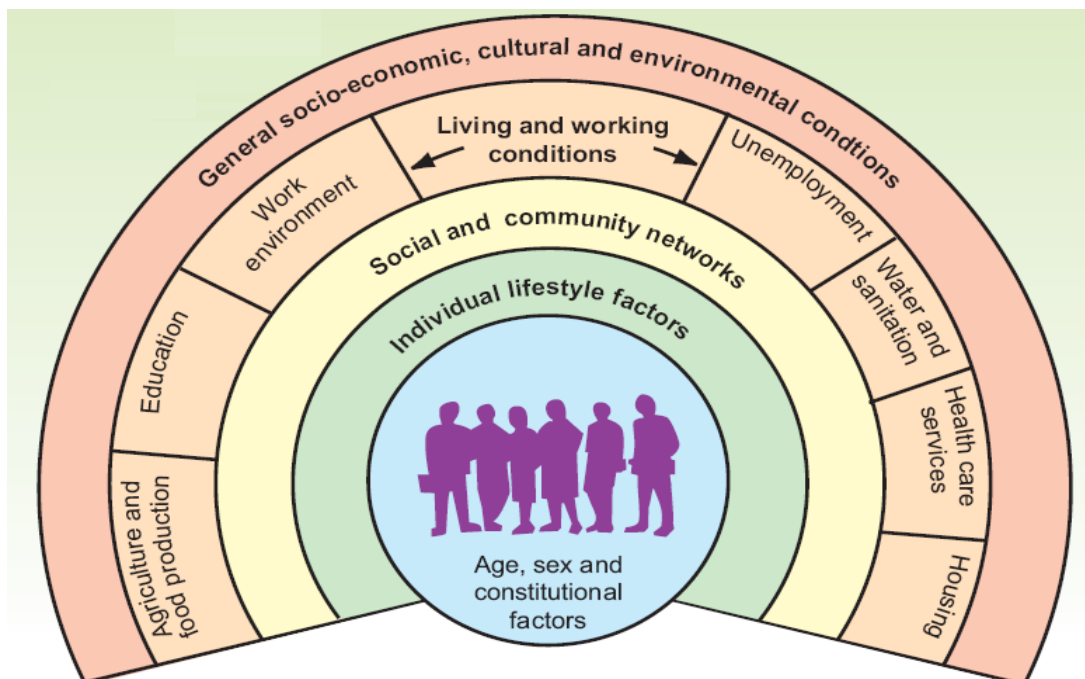 General socio-economic, cultural and environmental condtions
Living and working
conditions
Agriculture and
food production
Education
Work
environment
Unemployment
Water and
sanitation
Health care
services
Housing
Social and community networks
Individual lifestyle factors
Age, sex and
constitutional
factors